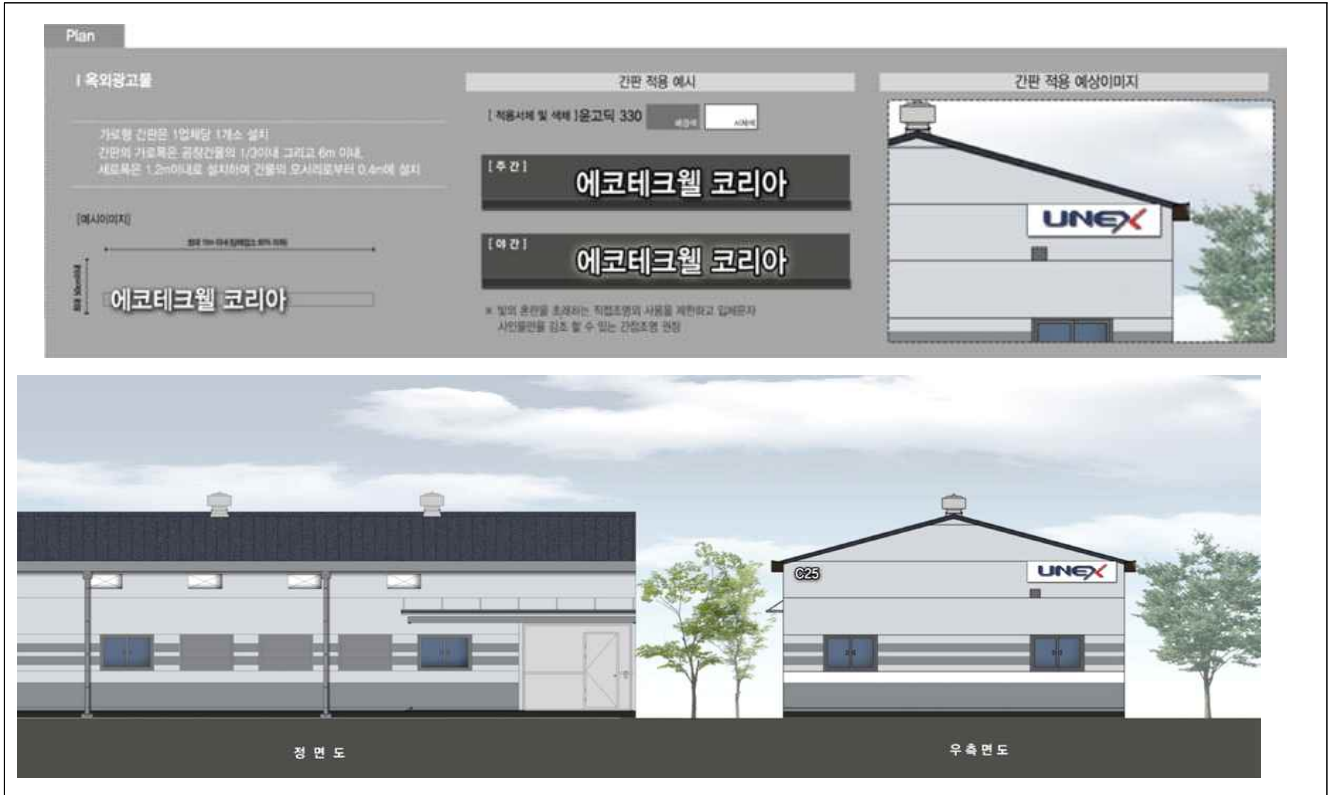 Plan
| 옥외광고물
가로형 간판은 1업체당 1개소 설치
간판의 가로폭은 공장건물의 1/3이내 그리고 6m 이내,
세로폭은 1.2m이내로 설치하며 건물의 모서리로부터 0.4m에 설치
[예시이미지]
에코테크웰 코리아
간판 적용 예시
[ 적용서체 및 색채 ] 윤고딕 330
배경색
서체색
[ 주 간 ]
에코테크웰 코리아
[ 야 간 ]
에코테크웰 코리아
※ 빛의 혼란을 초래하는 직접조명의 사용을 제한하고 입체문자
사인물만을 강조 할 수 있는 간접조명 권장
간판 적용 예상이미지
UNEX
C25
UNEX
정 면 도
우 측 면 도